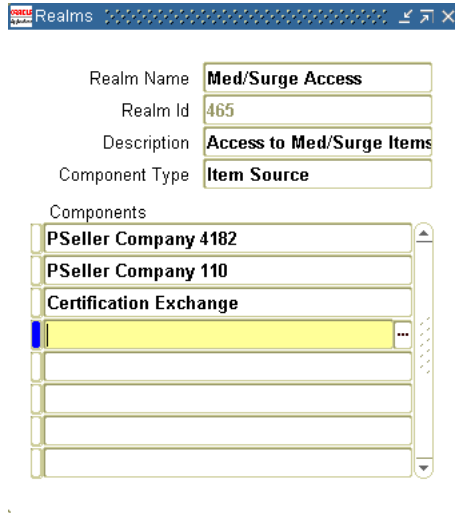 Realms
Realm Name Med/Surge Access
Realm Id 465
Description Access to Med/Surge Items
Component Type Item Source
Components
PSeller Company 4182
PSeller Company 110
Certification Exchange
...